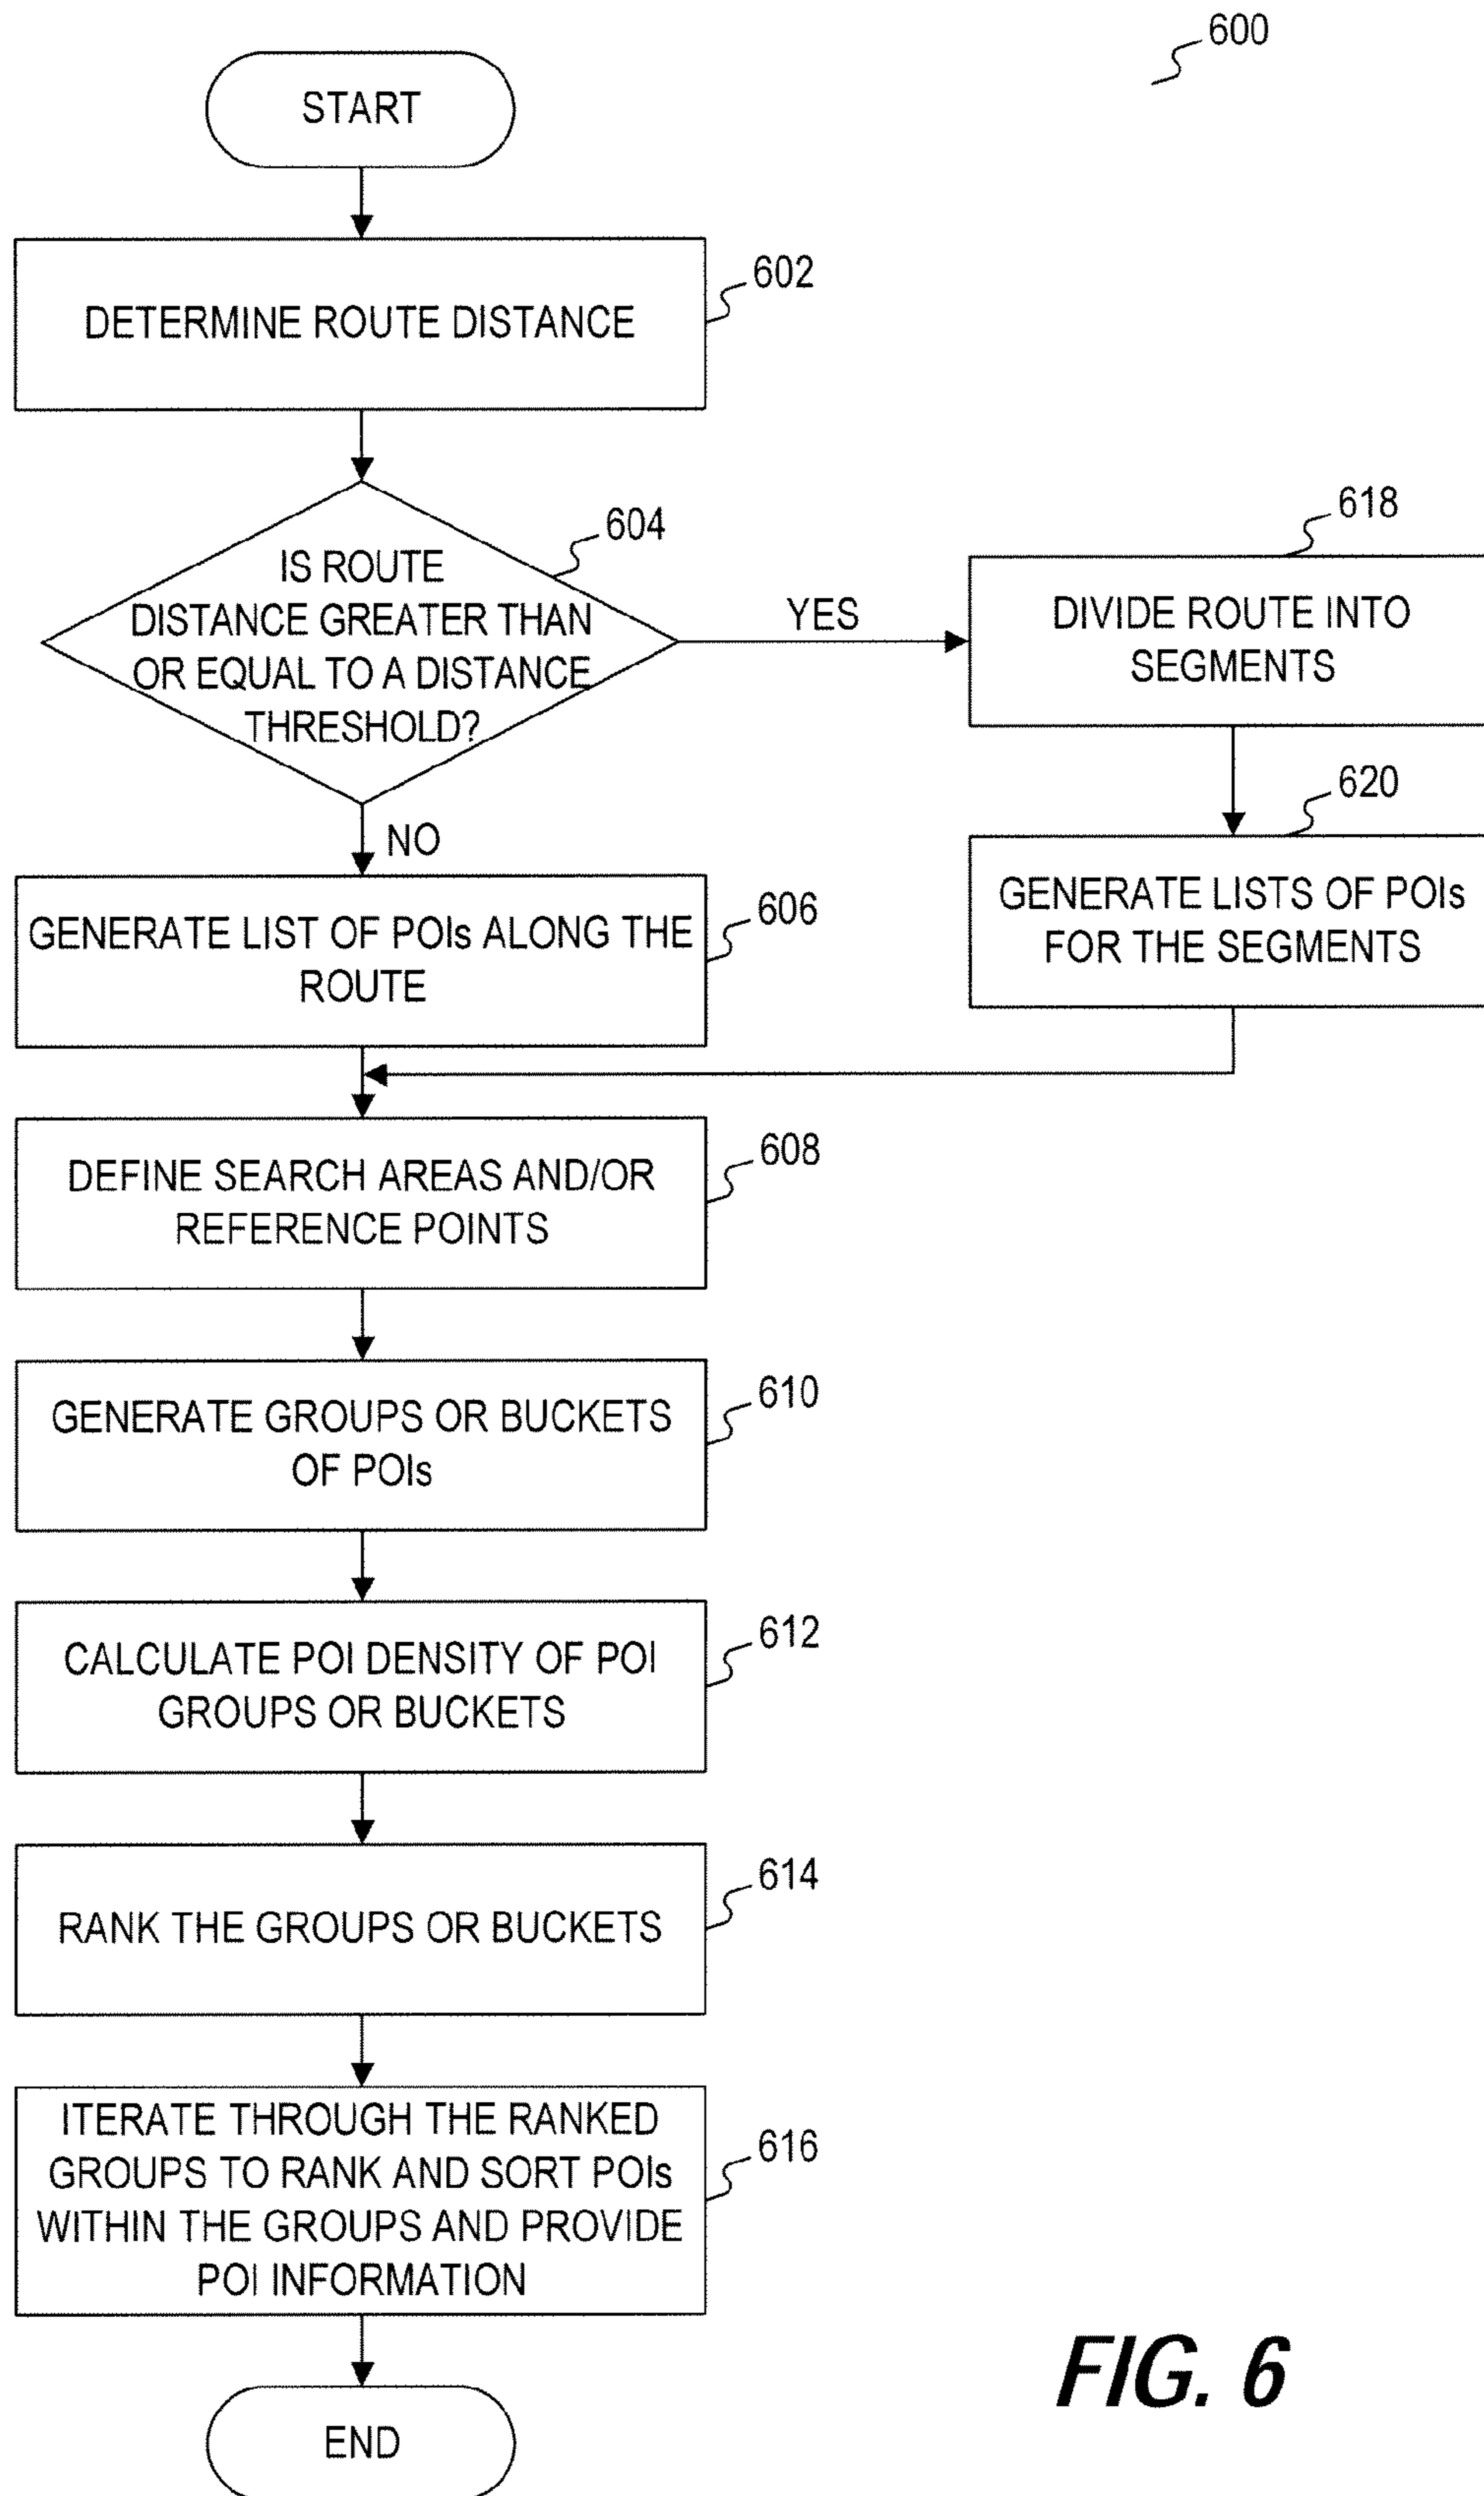 600
START
602
DETERMINE ROUTE DISTANCE
604
IS ROUTE
DISTANCE GREATER THAN
OR EQUAL TO A DISTANCE
THRESHOLD?
YES
618
DIVIDE ROUTE INTO
SEGMENTS
620
GENERATE LISTS OF POIs
FOR THE SEGMENTS
NO
606
GENERATE LIST OF POIs ALONG THE
ROUTE
608
DEFINE SEARCH AREAS AND/OR
REFERENCE POINTS
610
GENERATE GROUPS OR BUCKETS
OF POIs
612
CALCULATE POI DENSITY OF POI
GROUPS OR BUCKETS
614
RANK THE GROUPS OR BUCKETS
616
ITERATE THROUGH THE RANKED
GROUPS TO RANK AND SORT POIs
WITHIN THE GROUPS AND PROVIDE
POI INFORMATION
END
FIG. 6